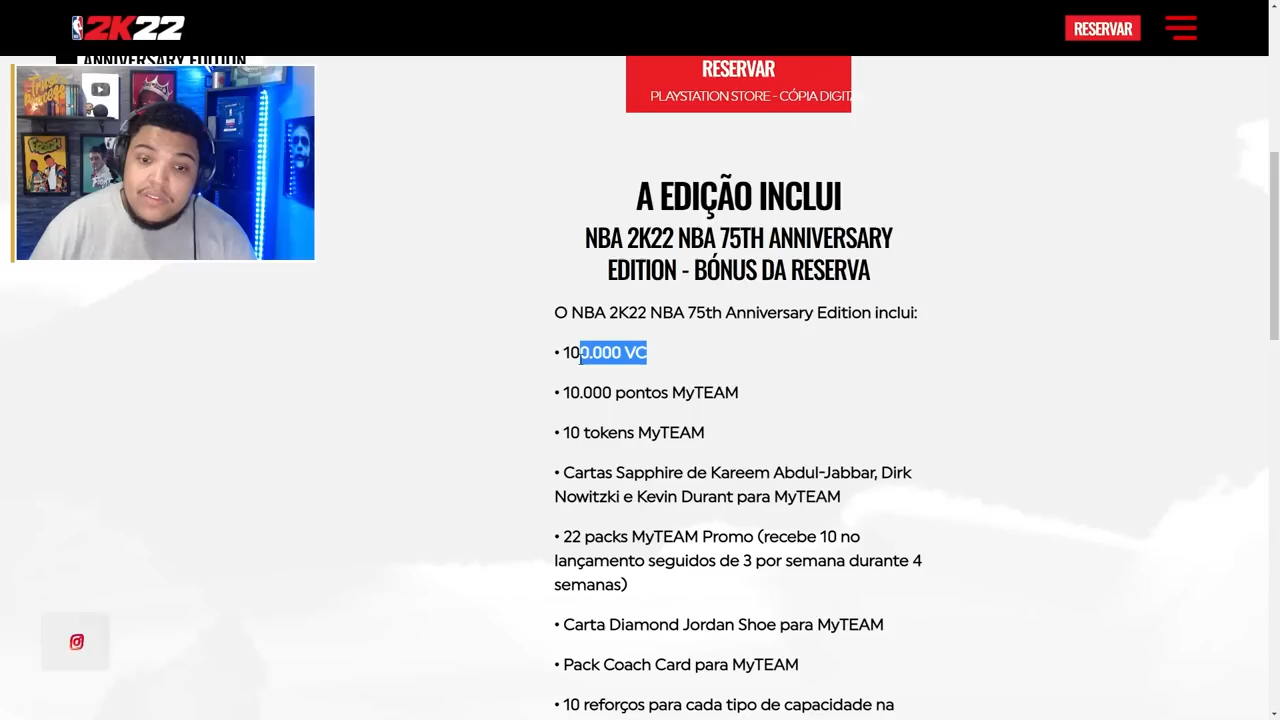 2K22
RESERVAR
ANNIVERSARY EDITION
RESERVAR
PLAYSTATION STORE - CÓPIA DIGITA
A EDIÇÃO INCLUI
NBA 2K22 NBA 75TH ANNIVERSARY
EDITION - BÓNUS DA RESERVA
O NBA 2K22 NBA 75th Anniversary Edition inclui:
• 100.000 VC
• 10.000 pontos MyTEAM
• 10 tokens MyTEAM
• Cartas Sapphire de Kareem Abdul-Jabbar, Dirk
Nowitzki e Kevin Durant para MyTEAM
• 22 packs MyTEAM Promo (recebe 10 no
lançamento seguidos de 3 por semana durante 4
semanas)
• Carta Diamond Jordan Shoe para MyTEAM
• Pack Coach Card para MyTEAM
• 10 reforços para cada tipo de capacidade na